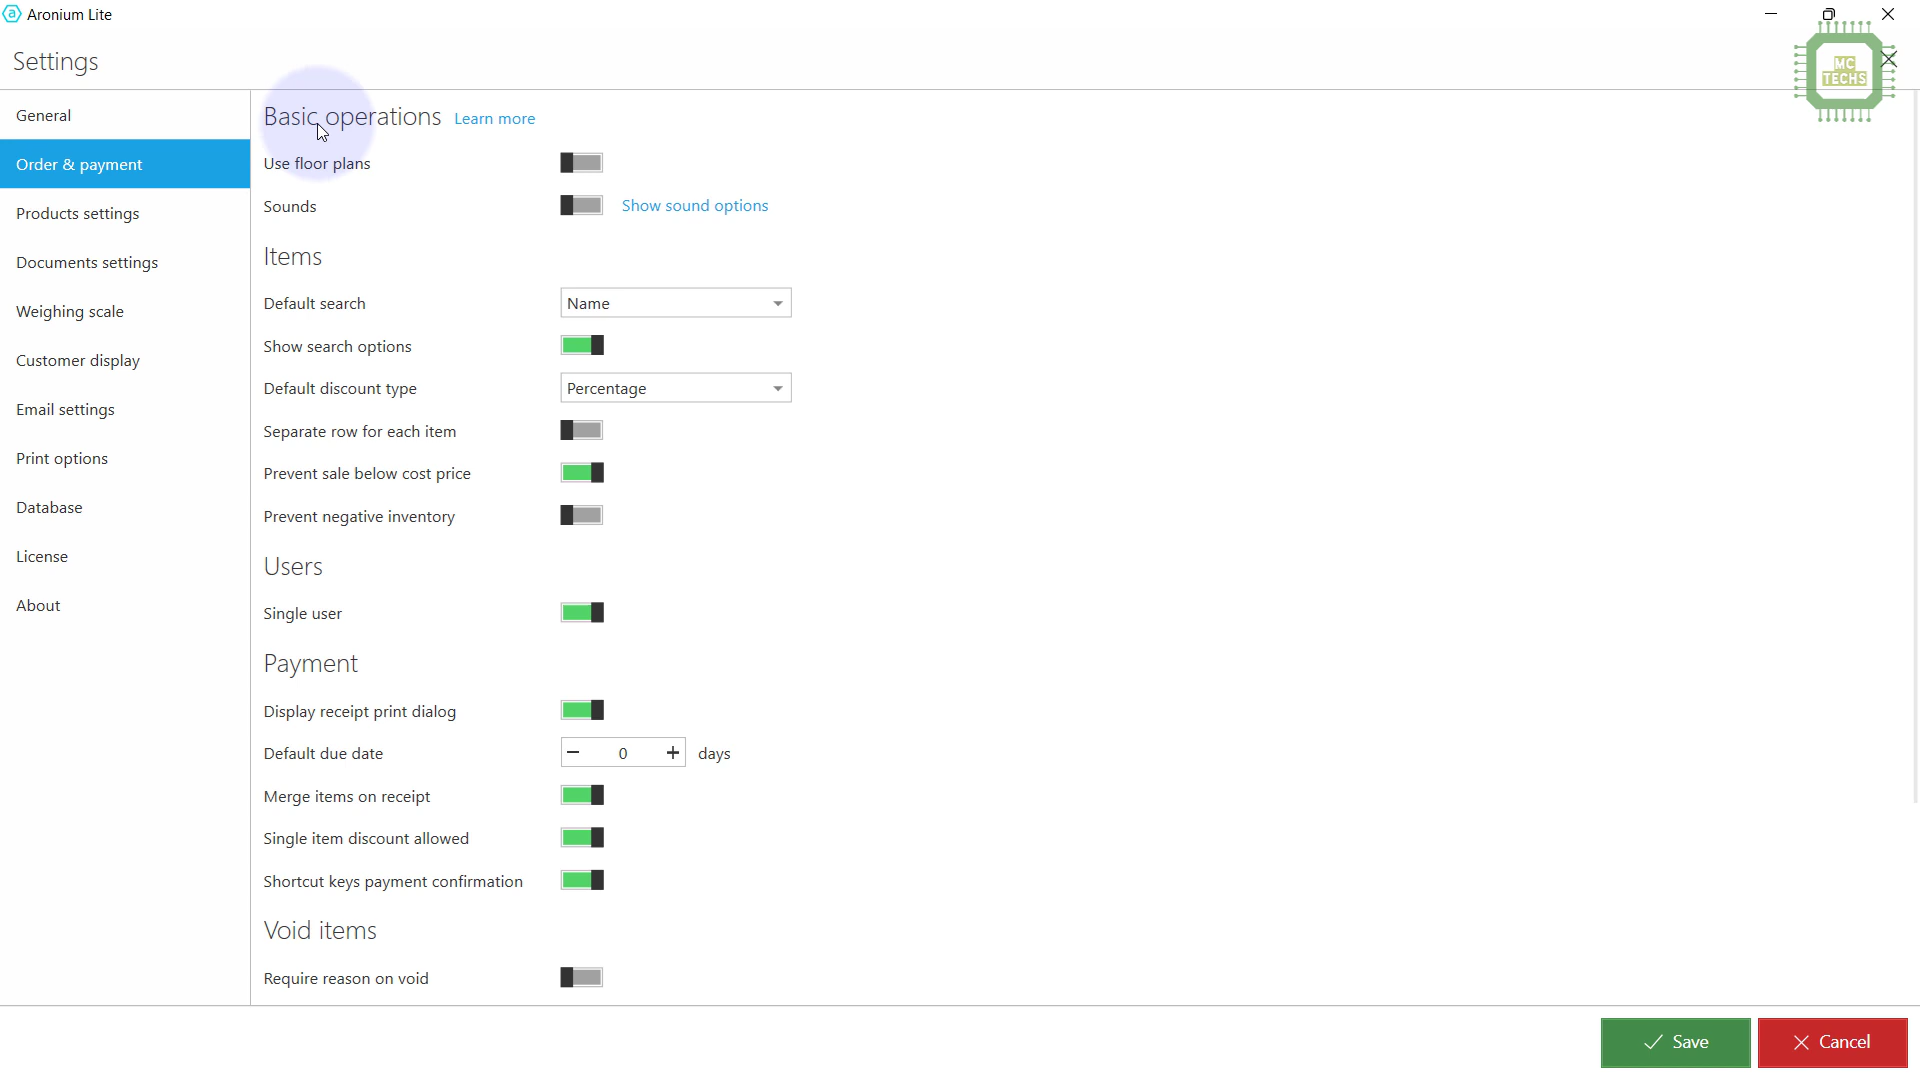 Aronium Lite
Settings
MC
TECHS
General
Order & payment
Products settings
Documents settings
Weighing scale
Customer display
Email settings
Print options
Database
License
About
Basic operations Learn more
Use floor plans
Sounds Show sound options
Items
Default search Name
Show search options
Default discount type Percentage
Separate row for each item
Prevent sale below cost price
Prevent negative inventory
Users
Single user
Payment
Display receipt print dialog
Default due date − 0 + days
Merge items on receipt
Single item discount allowed
Shortcut keys payment confirmation
Void items
Require reason on void
Save Cancel